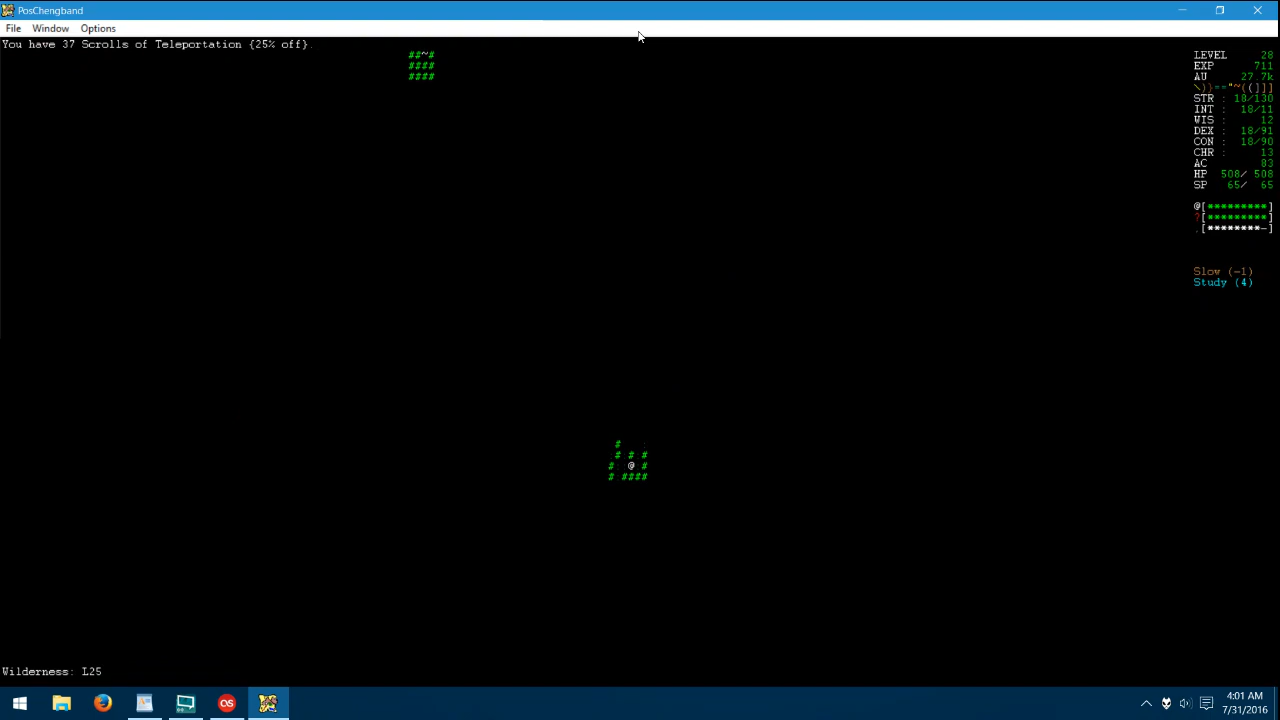 PosChengband
File Window Options
You have 37 Scrolls of Teleportation {25% off}.
##~#
####
####
LEVEL 28
EXP 711
AU 27.7k
\)}=="~((]]]
STR : 18/130
INT : 18/11
WIS : 12
DEX : 18/91
CON : 18/90
CHR : 13
AC 83
HP 508/ 508
SP 65/ 65
@[*********]
?[*********]
.[********-]
Slow (-1)
Study (4)
#
# # #
# @ #
# ####
Wilderness: L25
4:01 AM
7/31/2016